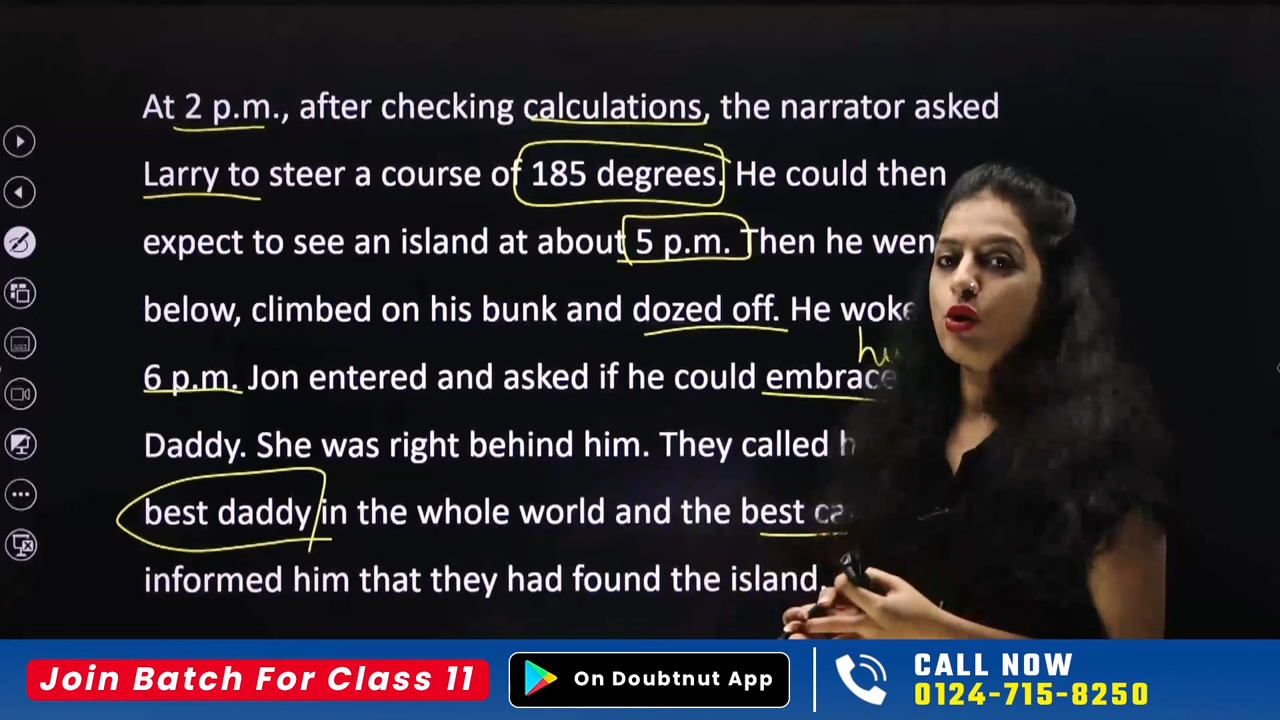 At 2 p.m., after checking calculations, the narrator asked
Larry to steer a course of 185 degrees. He could then
expect to see an island at about 5 p.m. Then he
below, climbed on his bunk and dozed off. He woke
6 p.m. Jon entered and asked if he could embrace
Daddy. She was right behind him. They called
best daddy in the whole world and the best
informed him that they had found the island.
Join Batch For Class 11
On Doubtnut App
CALL NOW
0124-715-8250